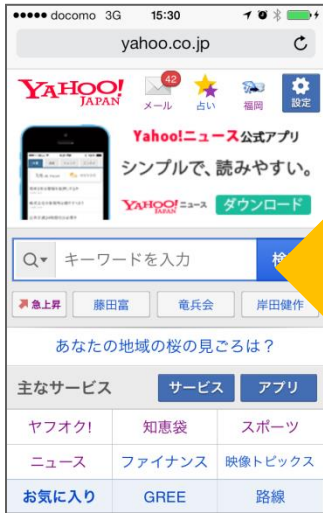 docomo 3G 15:30
yahoo.co.jp
YAHOO!
JAPAN
42
メール 占い 福岡 設定
Yahoo!ニュース公式アプリ
シンプルで、読みやすい。
YAHOO!ニュース ダウンロード
JAPAN
キーワードを入力 検
急上昇 藤田富 竜兵会 岸田健作
あなたの地域の桜の見ごろは?
主なサービス サービス アプリ
ヤフオク! 知恵袋 スポーツ
ニュース ファイナンス 映像トピックス
お気に入り GREE 路線